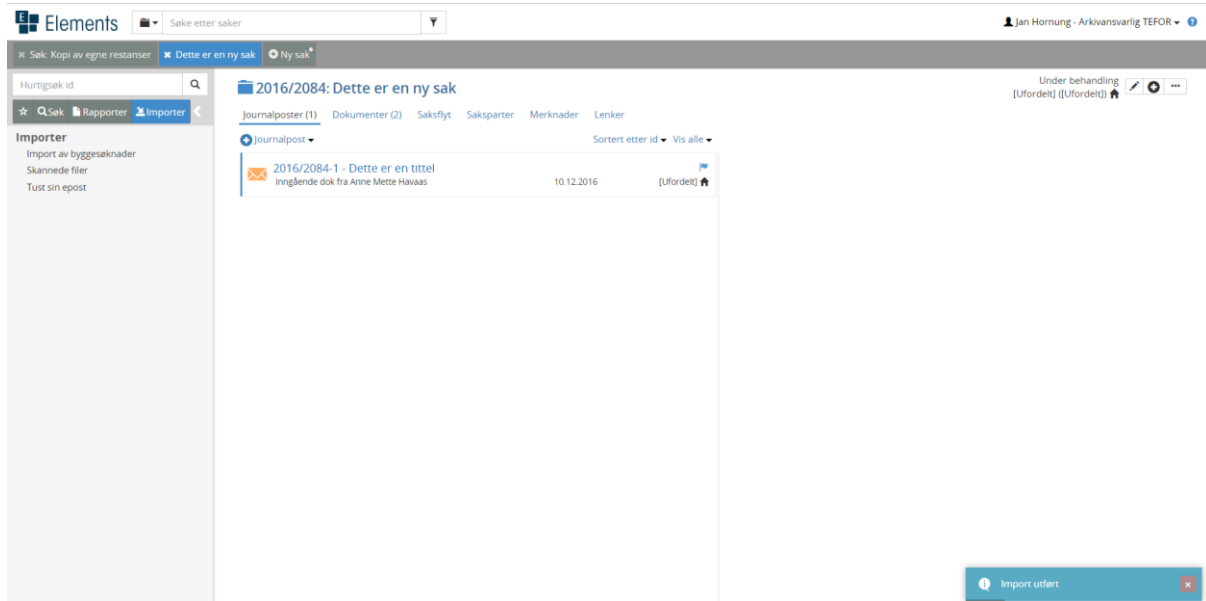 E Elements
Søke etter saker
Jan Hornung - Arkivansvarlig TEFOR
Søk: Kopi av egne restanser
Dette er en ny sak
Ny sak*
Hurtigsøk id
Søk
Rapporter
Importer
Importer
Import av byggesøknader
Skannede filer
Tust sin epost
2016/2084: Dette er en ny sak
Under behandling
[Ufordelt] ([Ufordelt])
Journalposter (1)
Dokumenter (2)
Saksflyt
Saksparter
Merknader
Lenker
Journalpost
Sortert etter id
Vis alle
2016/2084-1 - Dette er en tittel
Inngående dok fra Anne Mette Havaas
10.12.2016
[Ufordelt]
Import utført